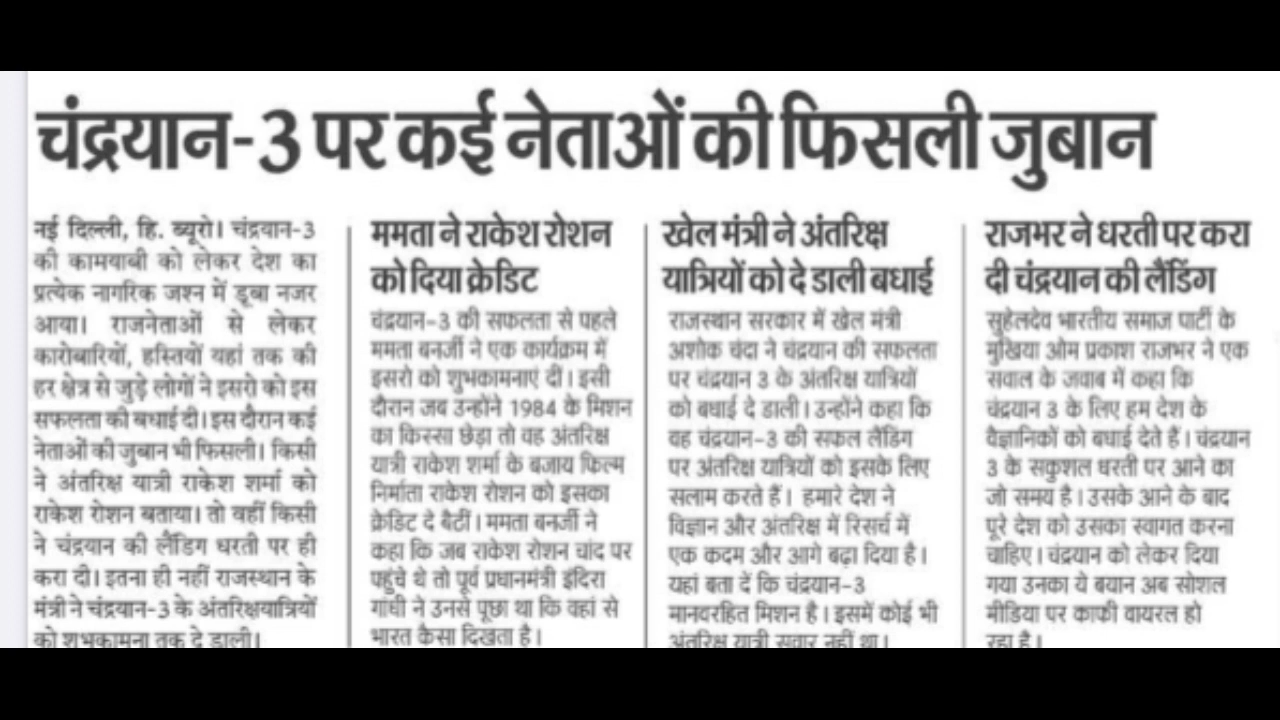 चंद्रयान-3 पर कई नेताओं की फिसली जुबान
नई दिल्ली, हि. ब्यूरो। चंद्रयान-3
की कामयाबी को लेकर देश का
प्रत्येक नागरिक जश्न में डूबा नजर
आया। राजनेताओं से लेकर
कारोबारियों, हस्तियों यहां तक की
हर क्षेत्र से जुड़े लोगों ने इसरो को इस
सफलता की बधाई दी। इस दौरान कई
नेताओं की जुबान भी फिसली। किसी
ने अंतरिक्ष यात्री राकेश शर्मा को
राकेश रोशन बताया। तो वहीं किसी
ने चंद्रयान की लैंडिग धरती पर ही
करा दी। इतना ही नहीं राजस्थान के
मंत्री ने चंद्रयान-3 के अंतरिक्षयात्रियों
को शुभकामना तक दे डाली।
ममता ने राकेश रोशन
को दिया क्रेडिट
चंद्रयान-3 की सफलता से पहले
ममता बनर्जी ने एक कार्यक्रम में
इसरो को शुभकामनाएं दीं। इसी
दौरान जब उन्होंने 1984 के मिशन
का किस्सा छेड़ा तो वह अंतरिक्ष
यात्री राकेश शर्मा के बजाय फिल्म
निर्माता राकेश रोशन को इसका
क्रेडिट दे बैटीं। ममता बनर्जी ने
कहा कि जब राकेश रोशन चांद पर
पहुंचे थे तो पूर्व प्रधानमंत्री इंदिरा
गांधी ने उनसे पूछा था कि वहां से
भारत कैसा दिखता है।
खेल मंत्री ने अंतरिक्ष
यात्रियों को दे डाली बधाई
राजस्थान सरकार में खेल मंत्री
अशोक चंदा ने चंद्रयान की सफलता
पर चंद्रयान 3 के अंतरिक्ष यात्रियों
को बधाई दे डाली। उन्होंने कहा कि
वह चंद्रयान-3 की सफल लैंडिंग
पर अंतरिक्ष यात्रियों को इसके लिए
सलाम करते हैं। हमारे देश ने
विज्ञान और अंतरिक्ष में रिसर्च में
एक कदम और आगे बढ़ा दिया है।
यहां बता दें कि चंद्रयान-3
मानवरहित मिशन है। इसमें कोई भी
अंतरिक्ष यात्री सवार नहीं था।
राजभर ने धरती पर करा
दी चंद्रयान की लैंडिंग
सुहेलदेव भारतीय समाज पार्टी के
मुखिया ओम प्रकाश राजभर ने एक
सवाल के जवाब में कहा कि
चंद्रयान 3 के लिए हम देश के
वैज्ञानिकों को बधाई देते हैं। चंद्रयान
3 के सकुशल धरती पर आने का
जो समय है। उसके आने के बाद
पूरे देश को उसका स्वागत करना
चाहिए। चंद्रयान को लेकर दिया
गया उनका ये बयान अब सोशल
मीडिया पर काफी वायरल हो
रहा है।